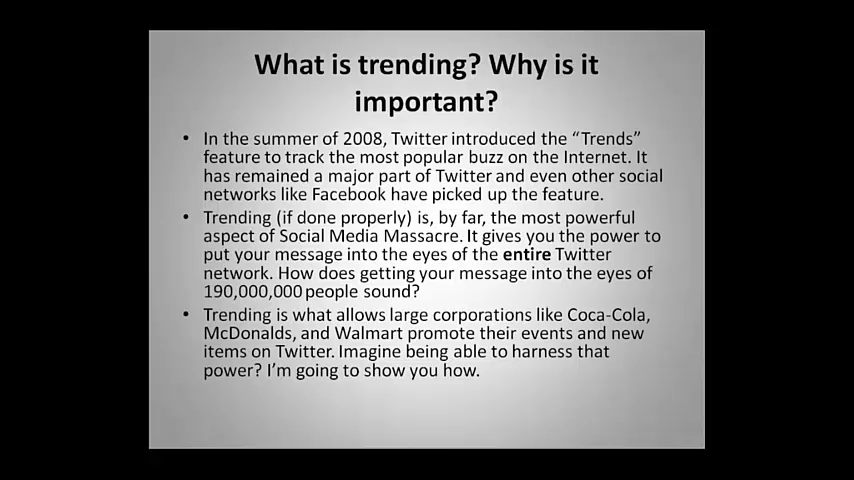 What is trending? Why is it
important?
• In the summer of 2008, Twitter introduced the “Trends”
feature to track the most popular buzz on the Internet. It
has remained a major part of Twitter and even other social
networks like Facebook have picked up the feature.
• Trending (if done properly) is, by far, the most powerful
aspect of Social Media Massacre. It gives you the power to
put your message into the eyes of the entire Twitter
network. How does getting your message into the eyes of
190,000,000 people sound?
• Trending is what allows large corporations like Coca-Cola,
McDonalds, and Walmart promote their events and new
items on Twitter. Imagine being able to harness that
power? I’m going to show you how.